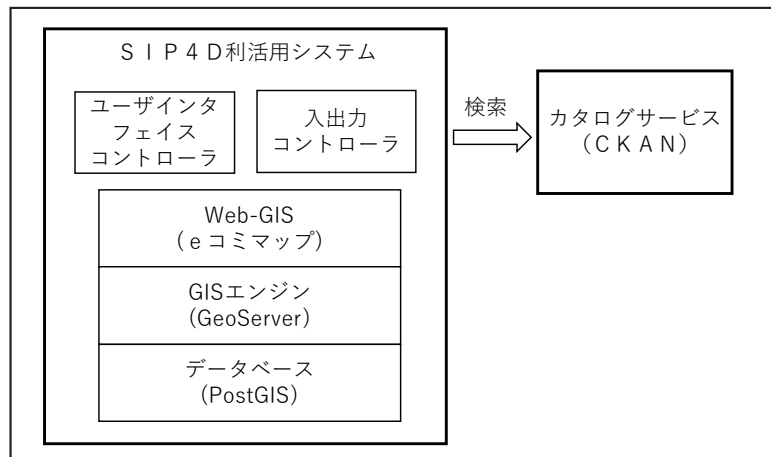 ＳＩＰ４Ｄ利活用システム
ユーザインタ
フェイス
コントローラ
入出力
コントローラ
検索
カタログサービス
（ＣＫＡＮ）
Web-GIS
(ｅコミマップ)
GISエンジン
(GeoServer)
データベース
(PostGIS)